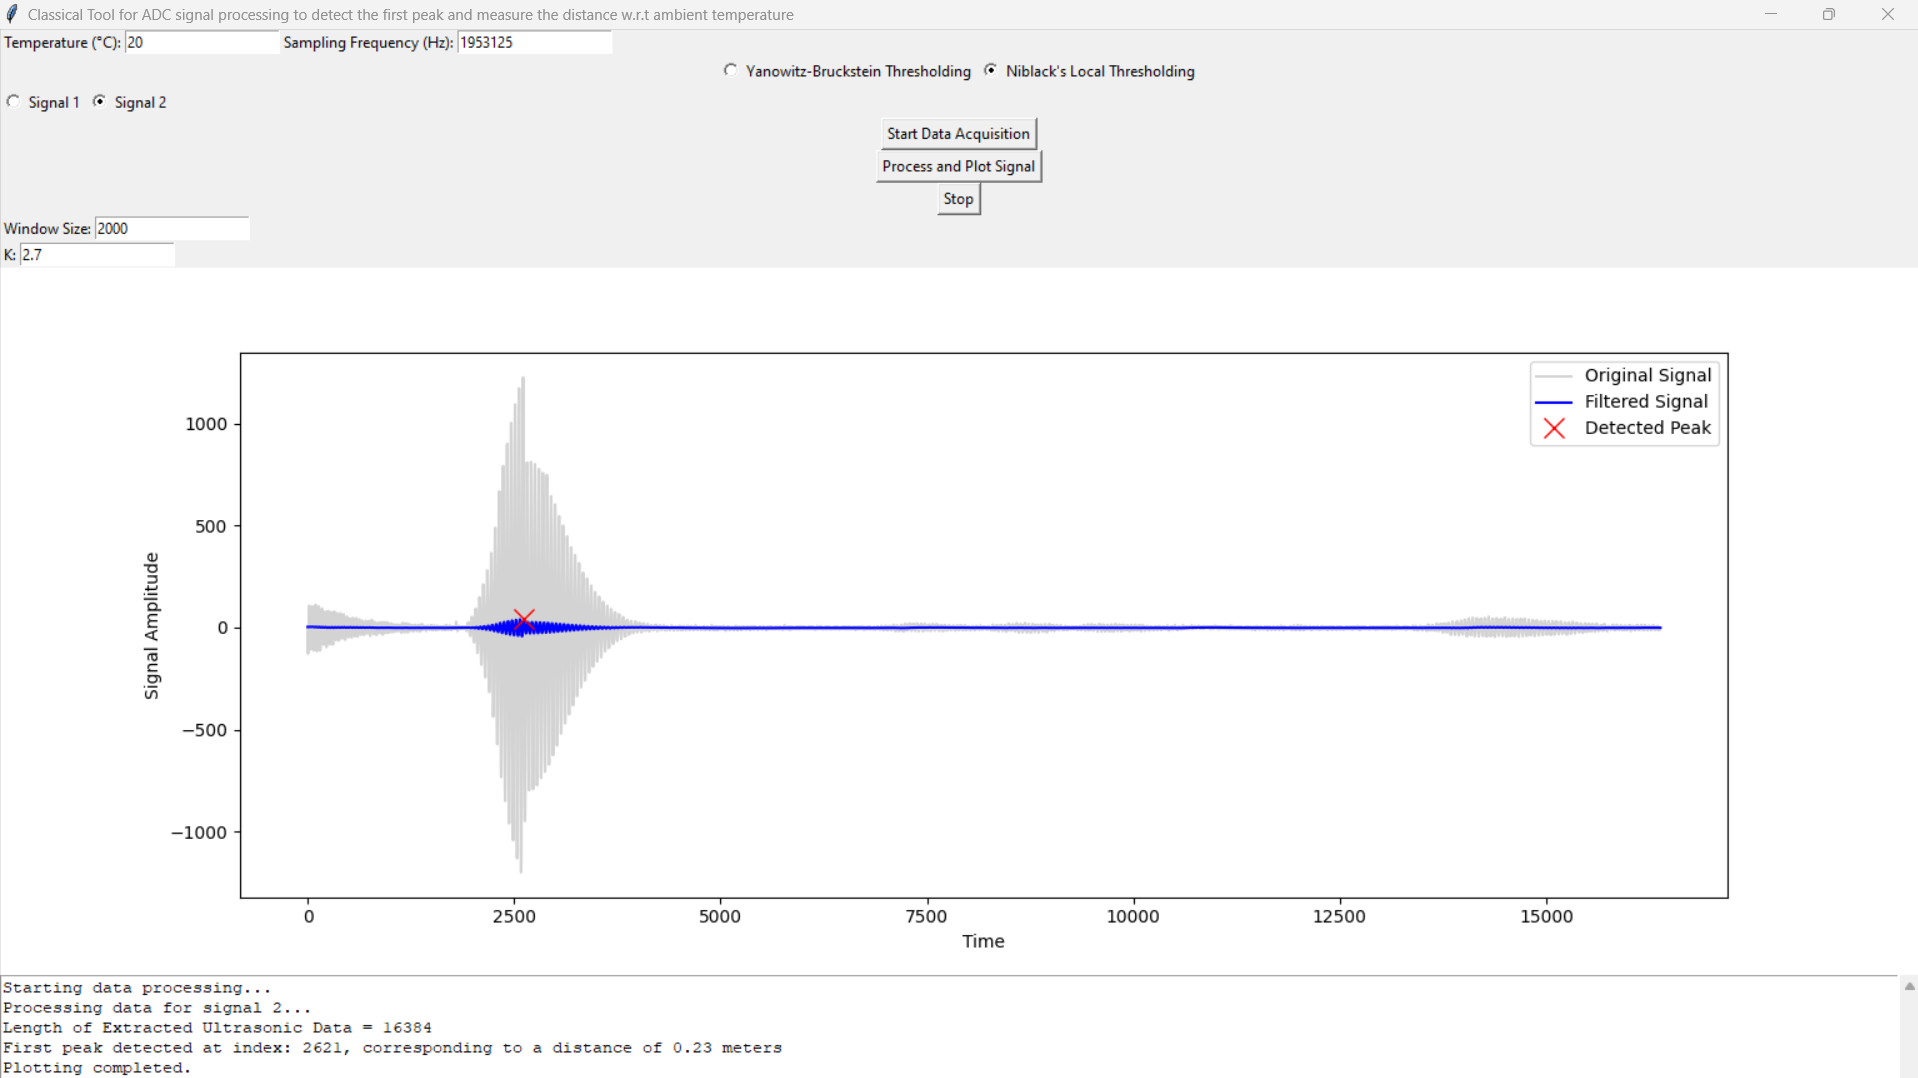 Classical Tool for ADC signal processing to detect the first peak and measure the distance w.r.t ambient temperature
Temperature (°C): 20 Sampling Frequency (Hz): 1953125
Yanowitz-Bruckstein Thresholding Niblack's Local Thresholding
Signal 1 Signal 2
Start Data Acquisition
Process and Plot Signal
Stop
Window Size: 2000
K: 2.7
Original Signal
Filtered Signal
Detected Peak
1000
500
0
−500
−1000
Signal Amplitude
0 2500 5000 7500 10000 12500 15000
Time
Starting data processing...
Processing data for signal 2...
Length of Extracted Ultrasonic Data = 16384
First peak detected at index: 2621, corresponding to a distance of 0.23 meters
Plotting completed.